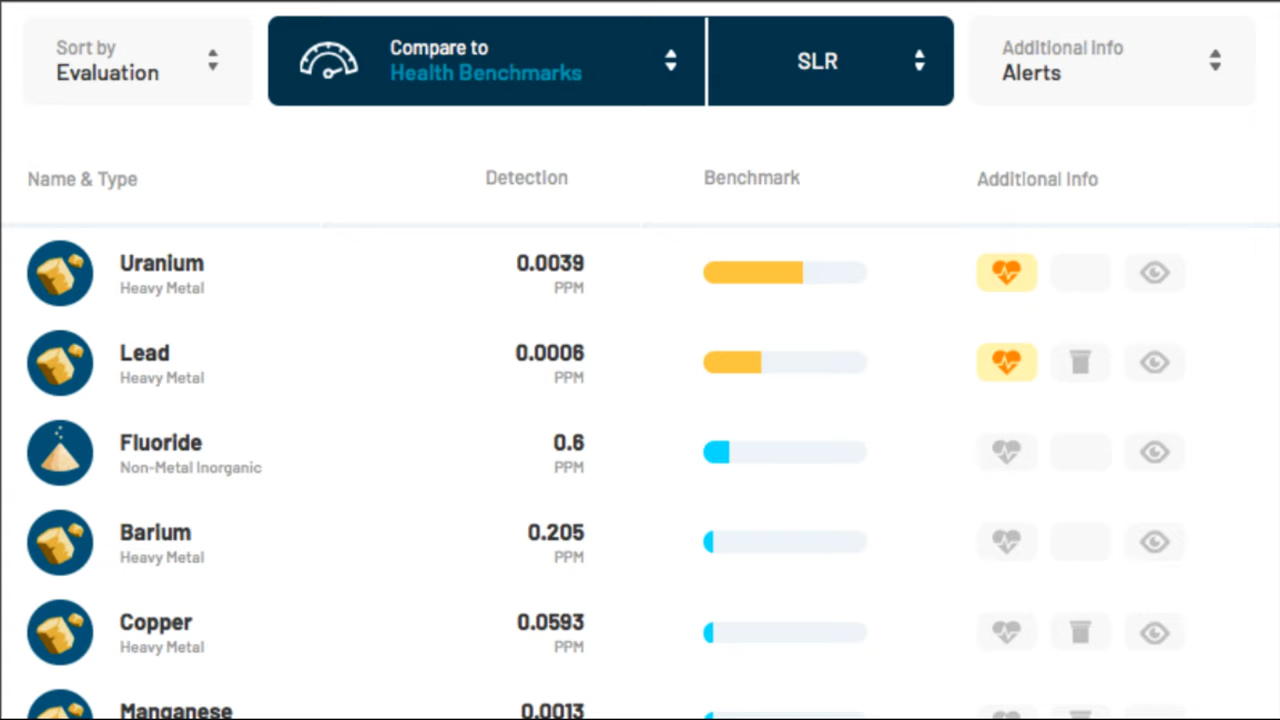 Sort by
Evaluation
Compare to
Health Benchmarks
SLR
Additional Info
Alerts
Name & Type
Detection
Benchmark
Additional Info
Uranium
0.0039
Heavy Metal
PPM
Lead
0.0006
Heavy Metal
PPM
Fluoride
0.6
Non-Metal Inorganic
PPM
Barium
0.205
Heavy Metal
PPM
Copper
0.0593
Heavy Metal
PPM
Manganese
0.0013